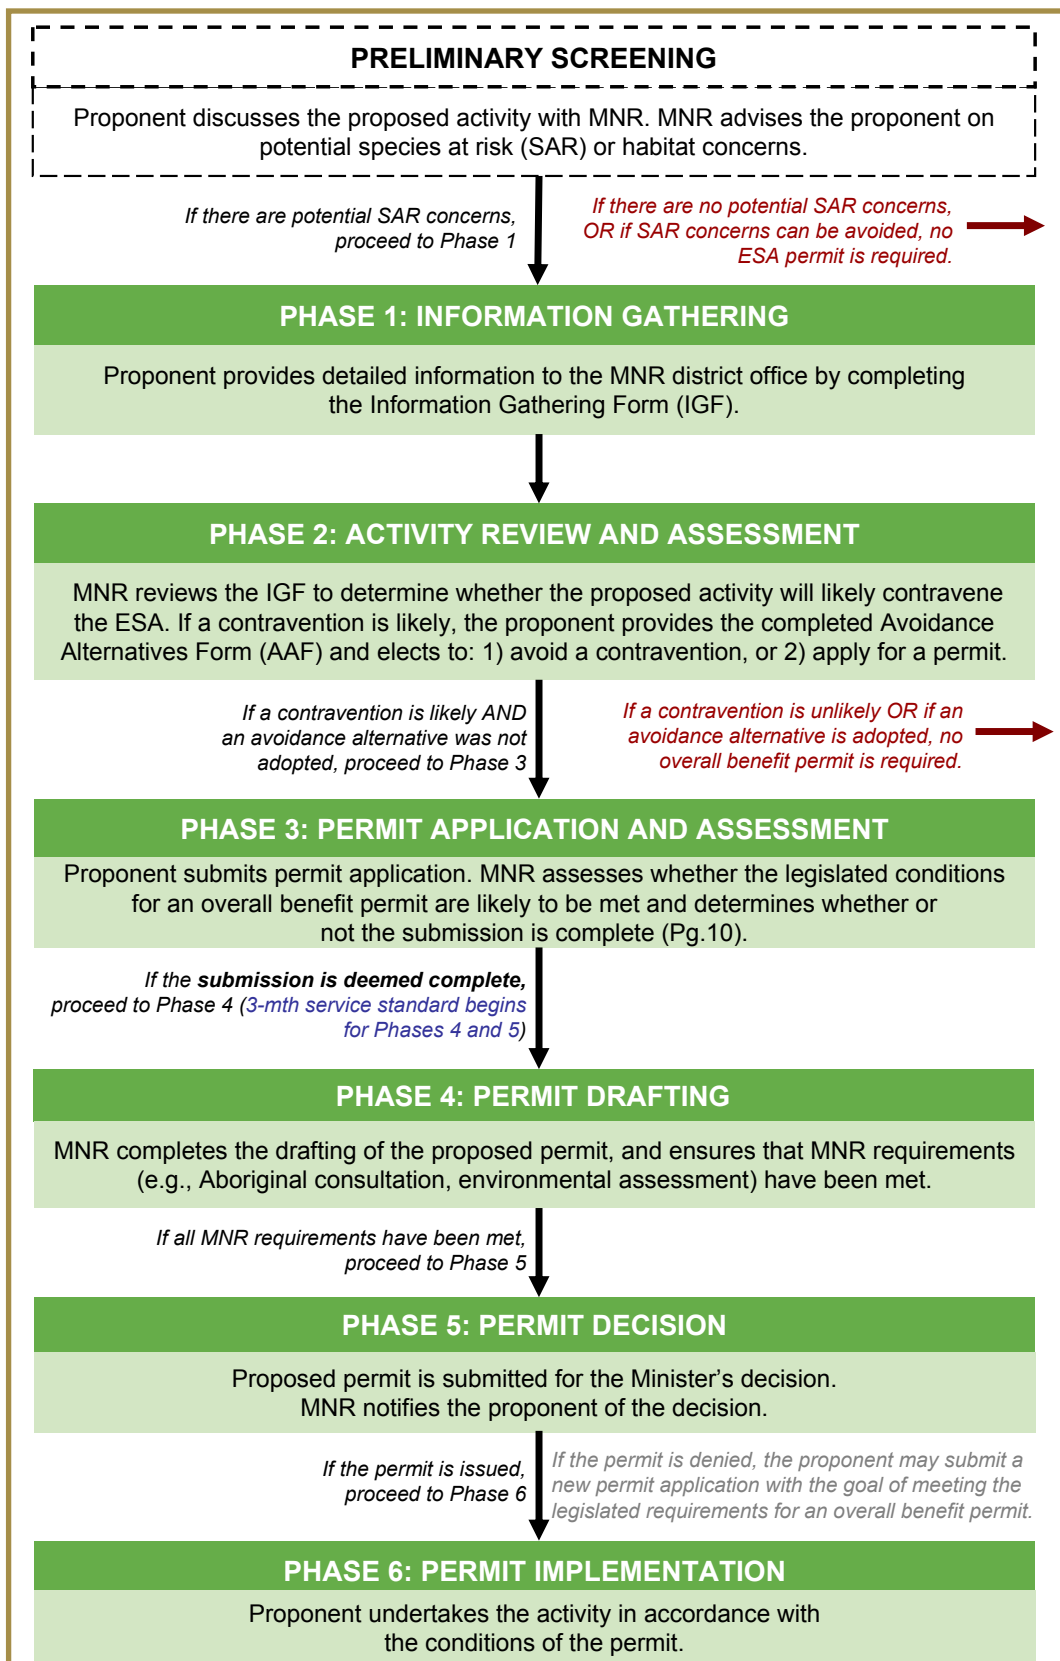 PRELIMINARY SCREENING
Proponent discusses the proposed activity with MNR. MNR advises the proponent on
potential species at risk (SAR) or habitat concerns.
If there are potential SAR concerns,
proceed to Phase 1
If there are no potential SAR concerns,
OR if SAR concerns can be avoided, no
ESA permit is required.
PHASE 1: INFORMATION GATHERING
Proponent provides detailed information to the MNR district office by completing
the Information Gathering Form (IGF).
PHASE 2: ACTIVITY REVIEW AND ASSESSMENT
MNR reviews the IGF to determine whether the proposed activity will likely contravene
the ESA. If a contravention is likely, the proponent provides the completed Avoidance
Alternatives Form (AAF) and elects to: 1) avoid a contravention, or 2) apply for a permit.
If a contravention is likely AND
an avoidance alternative was not
adopted, proceed to Phase 3
If a contravention is unlikely OR if an
avoidance alternative is adopted, no
overall benefit permit is required.
PHASE 3: PERMIT APPLICATION AND ASSESSMENT
Proponent submits permit application. MNR assesses whether the legislated conditions
for an overall benefit permit are likely to be met and determines whether or
not the submission is complete (Pg.10).
If the submission is deemed complete,
proceed to Phase 4 (3-mth service standard begins
for Phases 4 and 5)
PHASE 4: PERMIT DRAFTING
MNR completes the drafting of the proposed permit, and ensures that MNR requirements
(e.g., Aboriginal consultation, environmental assessment) have been met.
If all MNR requirements have been met,
proceed to Phase 5
PHASE 5: PERMIT DECISION
Proposed permit is submitted for the Minister's decision.
MNR notifies the proponent of the decision.
If the permit is issued,
proceed to Phase 6
If the permit is denied, the proponent may submit a
new permit application with the goal of meeting the
legislated requirements for an overall benefit permit.
PHASE 6: PERMIT IMPLEMENTATION
Proponent undertakes the activity in accordance with
the conditions of the permit.